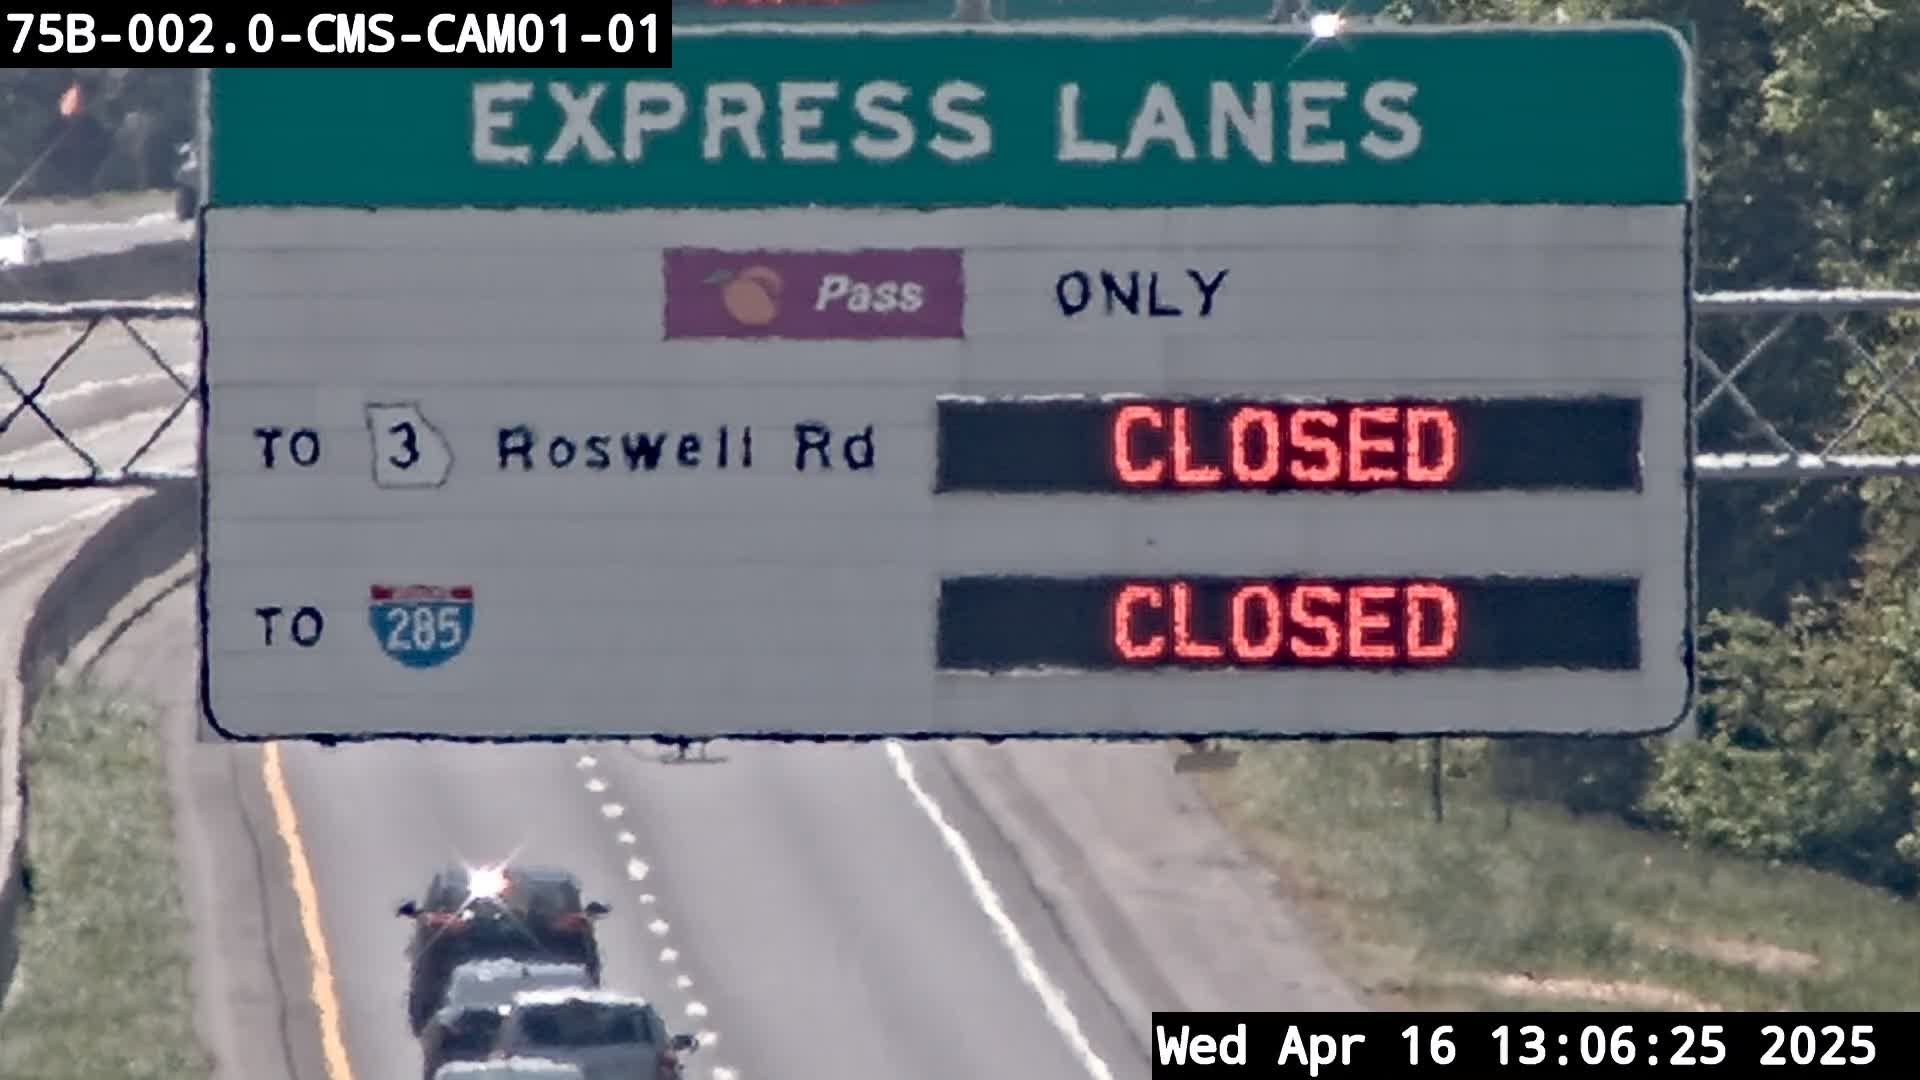 75B-002.0-CMS-CAM01-01
EXPRESS LANES
Pass ONLY
TO 3 Roswell Rd CLOSED
TO 285 CLOSED
Wed Apr 16 13:06:25 2025